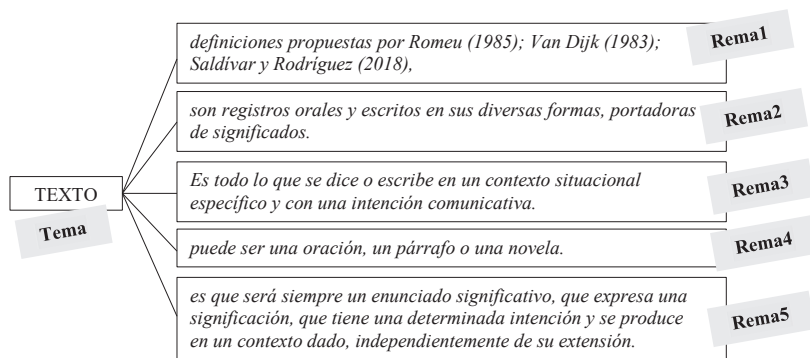 definiciones propuestas por Romeu (1985); Van Dijk (1983);
Saldívar y Rodríguez (2018),
Rema1
son registros orales y escritos en sus diversas formas, portadoras
de significados.
Rema2
TEXTO
Tema
Es todo lo que se dice o escribe en un contexto situacional
específico y con una intención comunicativa.
Rema3
puede ser una oración, un párrafo o una novela.
Rema4
es que será siempre un enunciado significativo, que expresa una
significación, que tiene una determinada intención y se produce
en un contexto dado, independientemente de su extensión.
Rema5